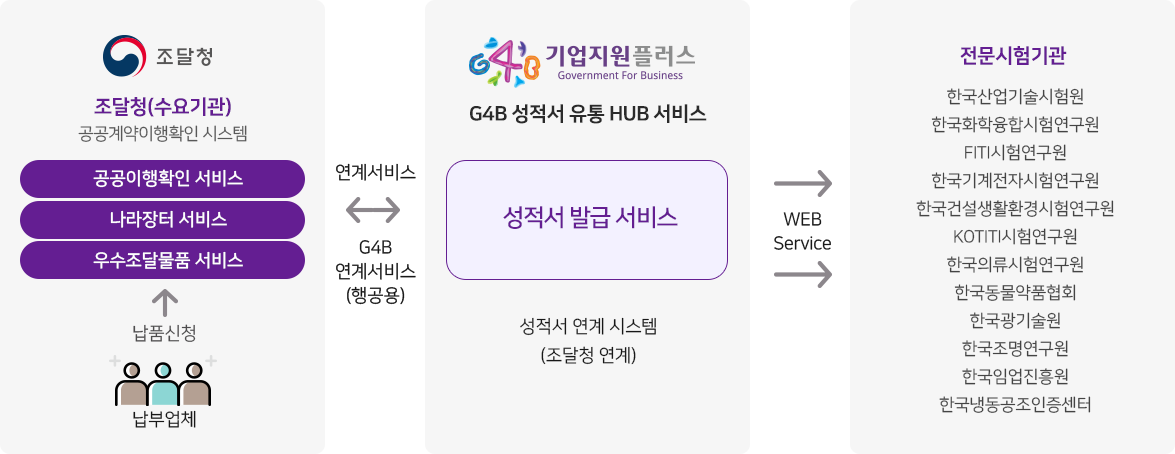 조달청
조달청(수요기관)
공공계약이행확인 시스템
공공이행확인 서비스
나라장터 서비스
우수조달물품 서비스
납품신청
납부업체
연계서비스
G4B
연계서비스
(행공용)
G4B 기업지원플러스
Government For Business
G4B 성적서 유통 HUB 서비스
성적서 발급 서비스
성적서 연계 시스템
(조달청 연계)
WEB
Service
전문시험기관
한국산업기술시험원
한국화학융합시험연구원
FITI시험연구원
한국기계전자시험연구원
한국건설생활환경시험연구원
KOTITI시험연구원
한국의류시험연구원
한국동물약품협회
한국광기술원
한국조명연구원
한국임업진흥원
한국냉동공조인증센터